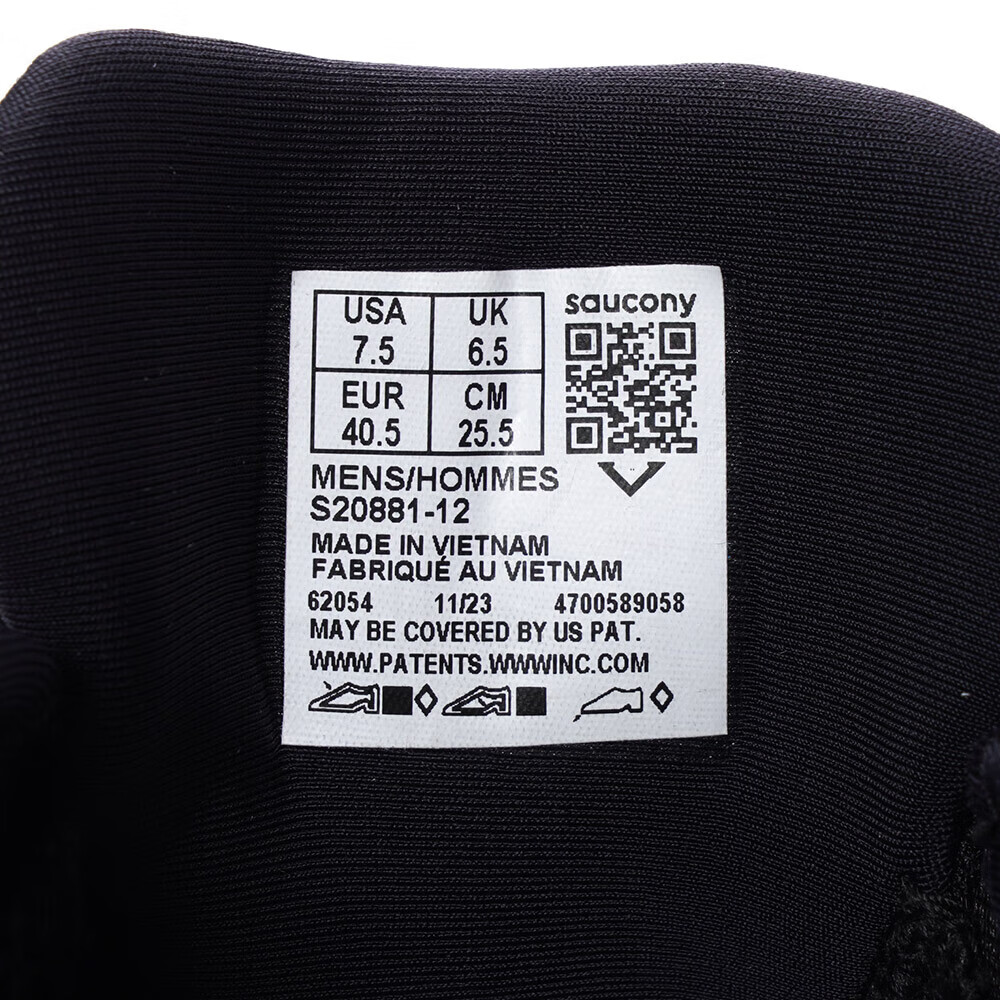 USA UK saucony
7.5 6.5
EUR CM
40.5 25.5
MENS/HOMMES
S20881-12
MADE IN VIETNAM
FABRIQUÉ AU VIETNAM
62054 11/23 4700589058
MAY BE COVERED BY US PAT.
WWW.PATENTS.WWWINC.COM